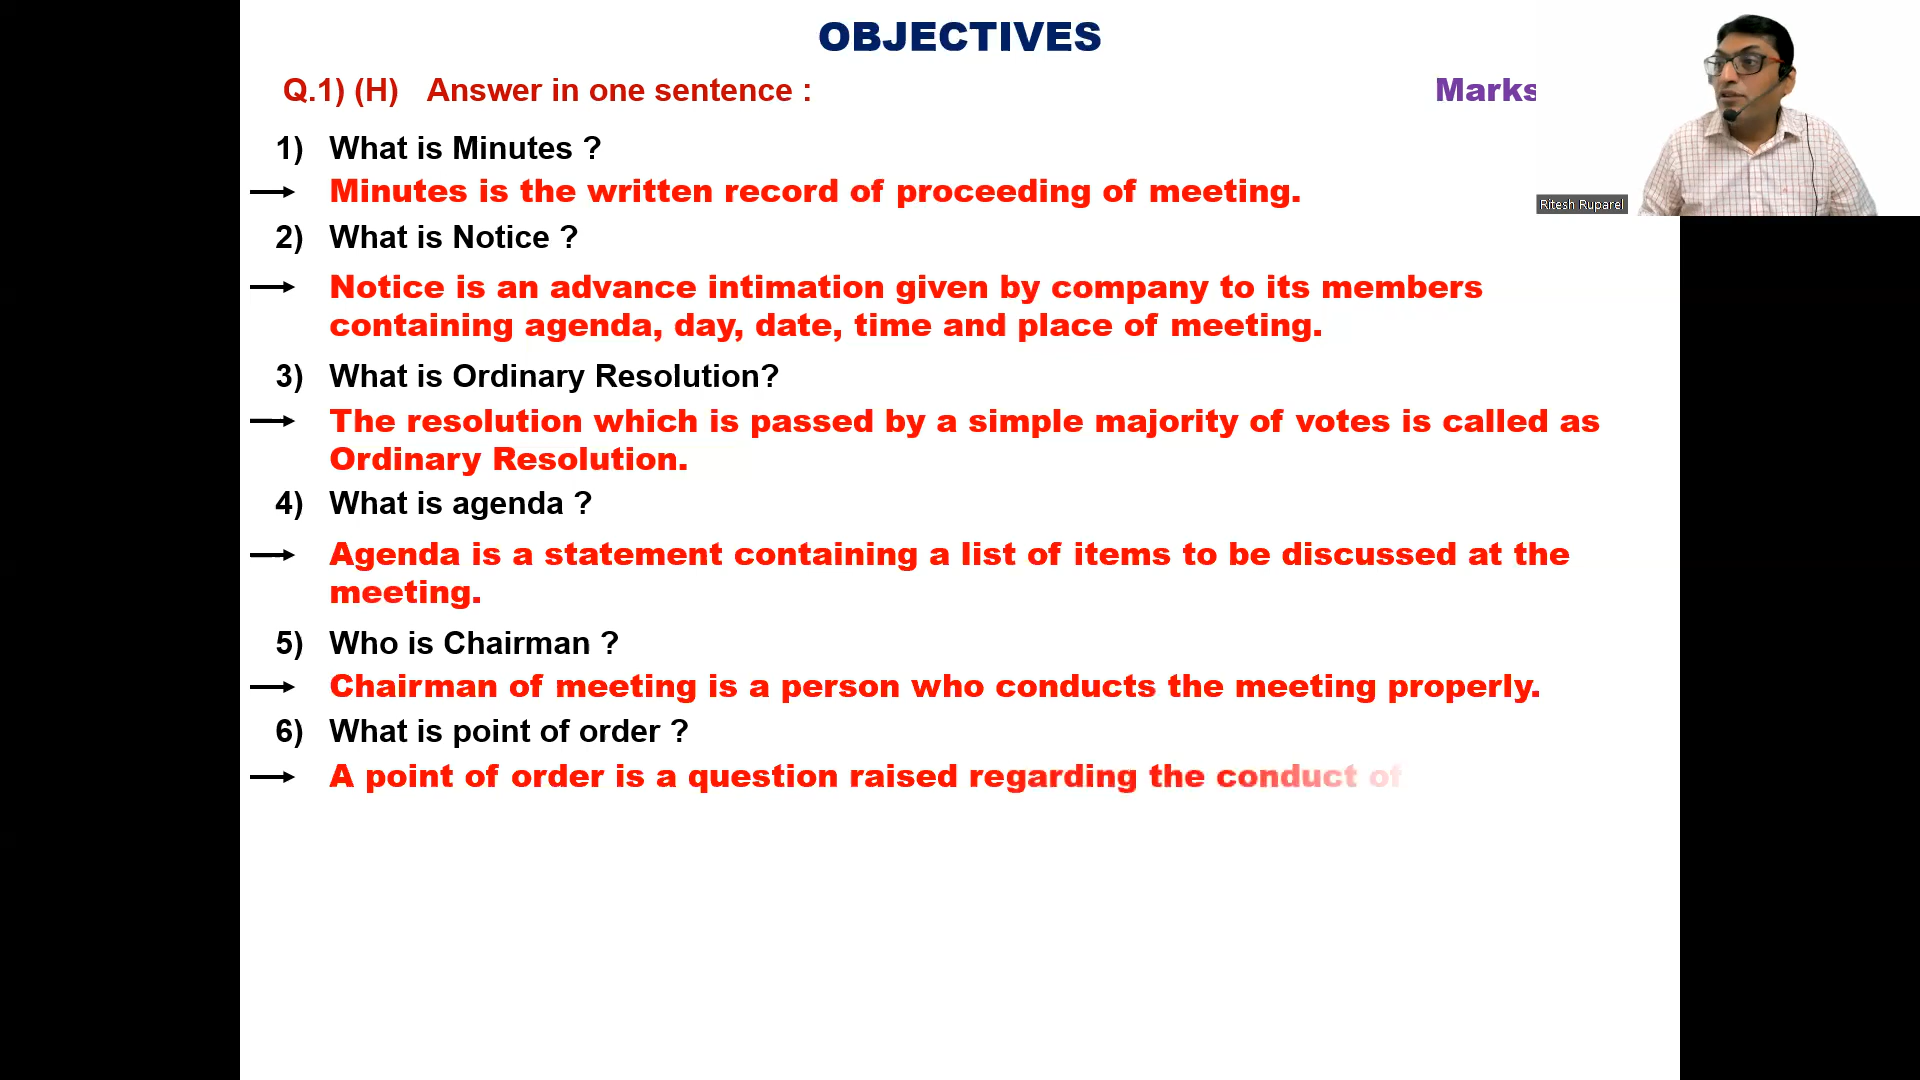 OBJECTIVES
Q.1) (H) Answer in one sentence : Marks
1) What is Minutes ?
Minutes is the written record of proceeding of meeting.
Ritesh Ruparel
2) What is Notice ?
Notice is an advance intimation given by company to its members
containing agenda, day, date, time and place of meeting.
3) What is Ordinary Resolution?
The resolution which is passed by a simple majority of votes is called as
Ordinary Resolution.
4) What is agenda ?
Agenda is a statement containing a list of items to be discussed at the
meeting.
5) Who is Chairman ?
Chairman of meeting is a person who conducts the meeting properly.
6) What is point of order ?
A point of order is a question raised regarding the conduct of